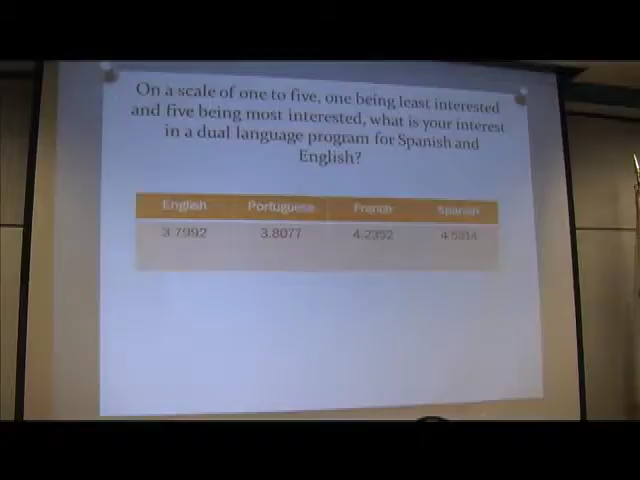 On a scale of one to five, one being least interested
and five being most interested, what is your interest
in a dual language program for Spanish and
English?
English Portuguese French Spanish
3.7992 3.8077 4.2352